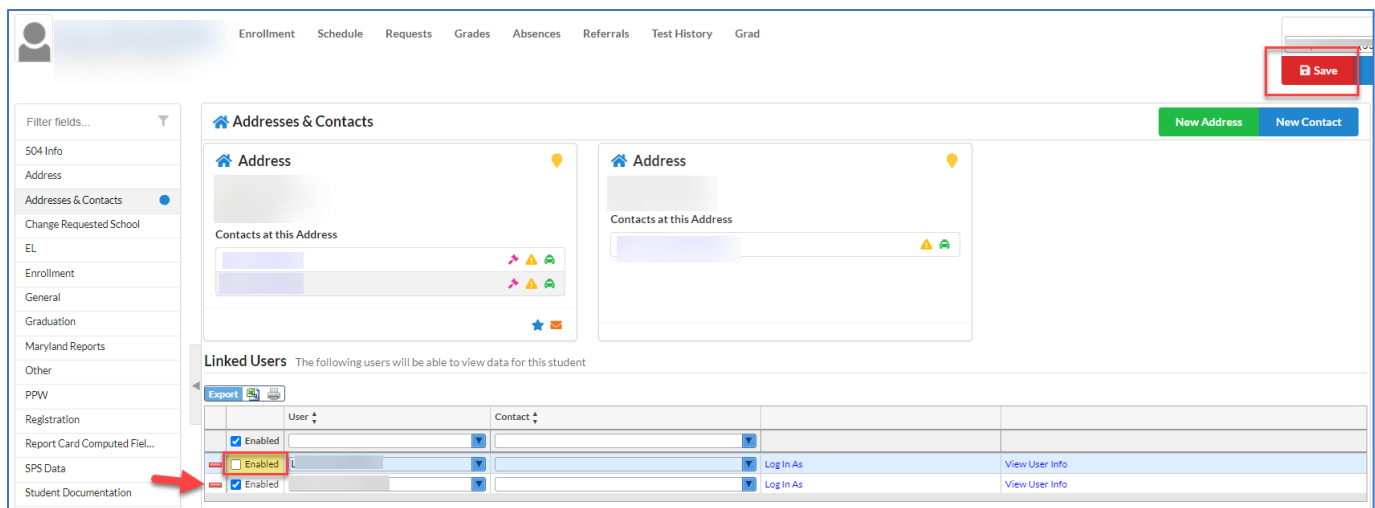 Enrollment Schedule Requests Grades Absences Referrals Test History Grad
Save
Filter fields...
504 Info
Address
Addresses & Contacts
Change Requested School
EL
Enrollment
General
Graduation
Maryland Reports
Other
PPW
Registration
Report Card Computed Fiel...
SPS Data
Student Documentation
Addresses & Contacts
New Address New Contact
Address
Contacts at this Address
Address
Contacts at this Address
Linked Users The following users will be able to view data for this student
Export
User Contact
Enabled
Enabled Log In As View User Info
Enabled Log In As View User Info